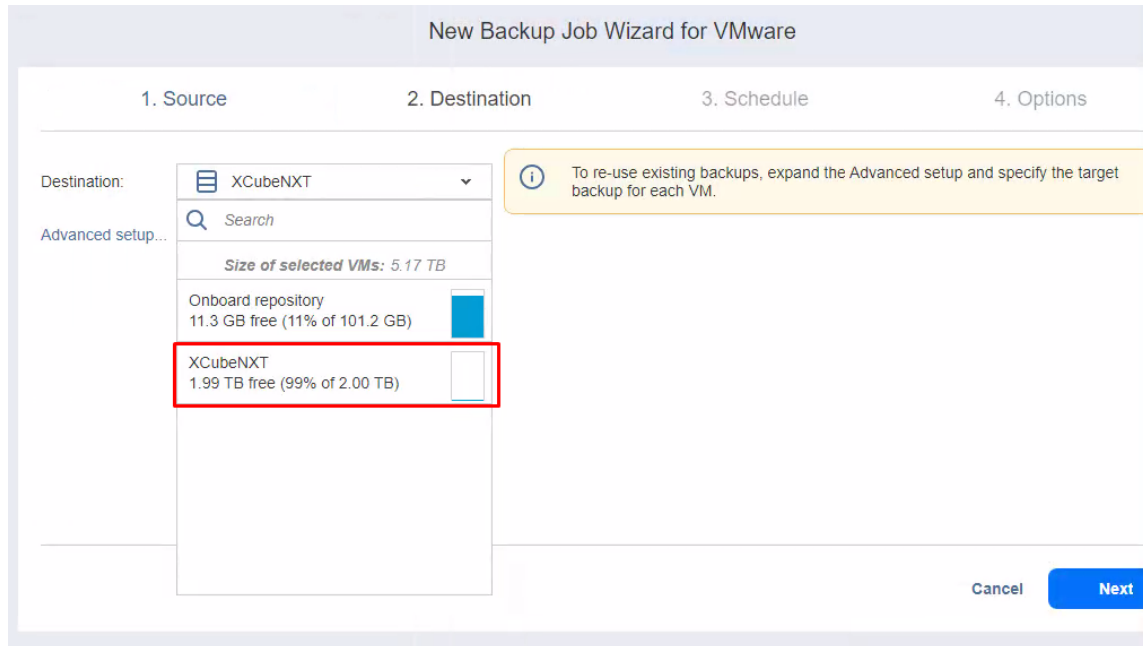 New Backup Job Wizard for VMware
1. Source
2. Destination
3. Schedule
4. Options
Destination:
XCubeNXT
To re-use existing backups, expand the Advanced setup and specify the target
backup for each VM.
Search
Advanced setup...
Size of selected VMs: 5.17 TB
Onboard repository
11.3 GB free (11% of 101.2 GB)
XCubeNXT
1.99 TB free (99% of 2.00 TB)
Cancel
Next